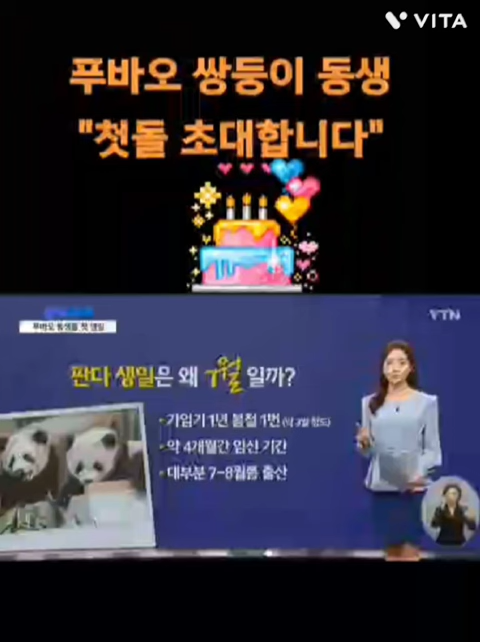 VITA
푸바오 쌍둥이 동생
"첫돌 초대합니다"
YTN
푸바오 동생들 첫 생일
판다 생일은 왜 7월일까?
가임기 1년 봄철 1번
약 4개월간 임신 기간
대부분 7-8월쯤 출산